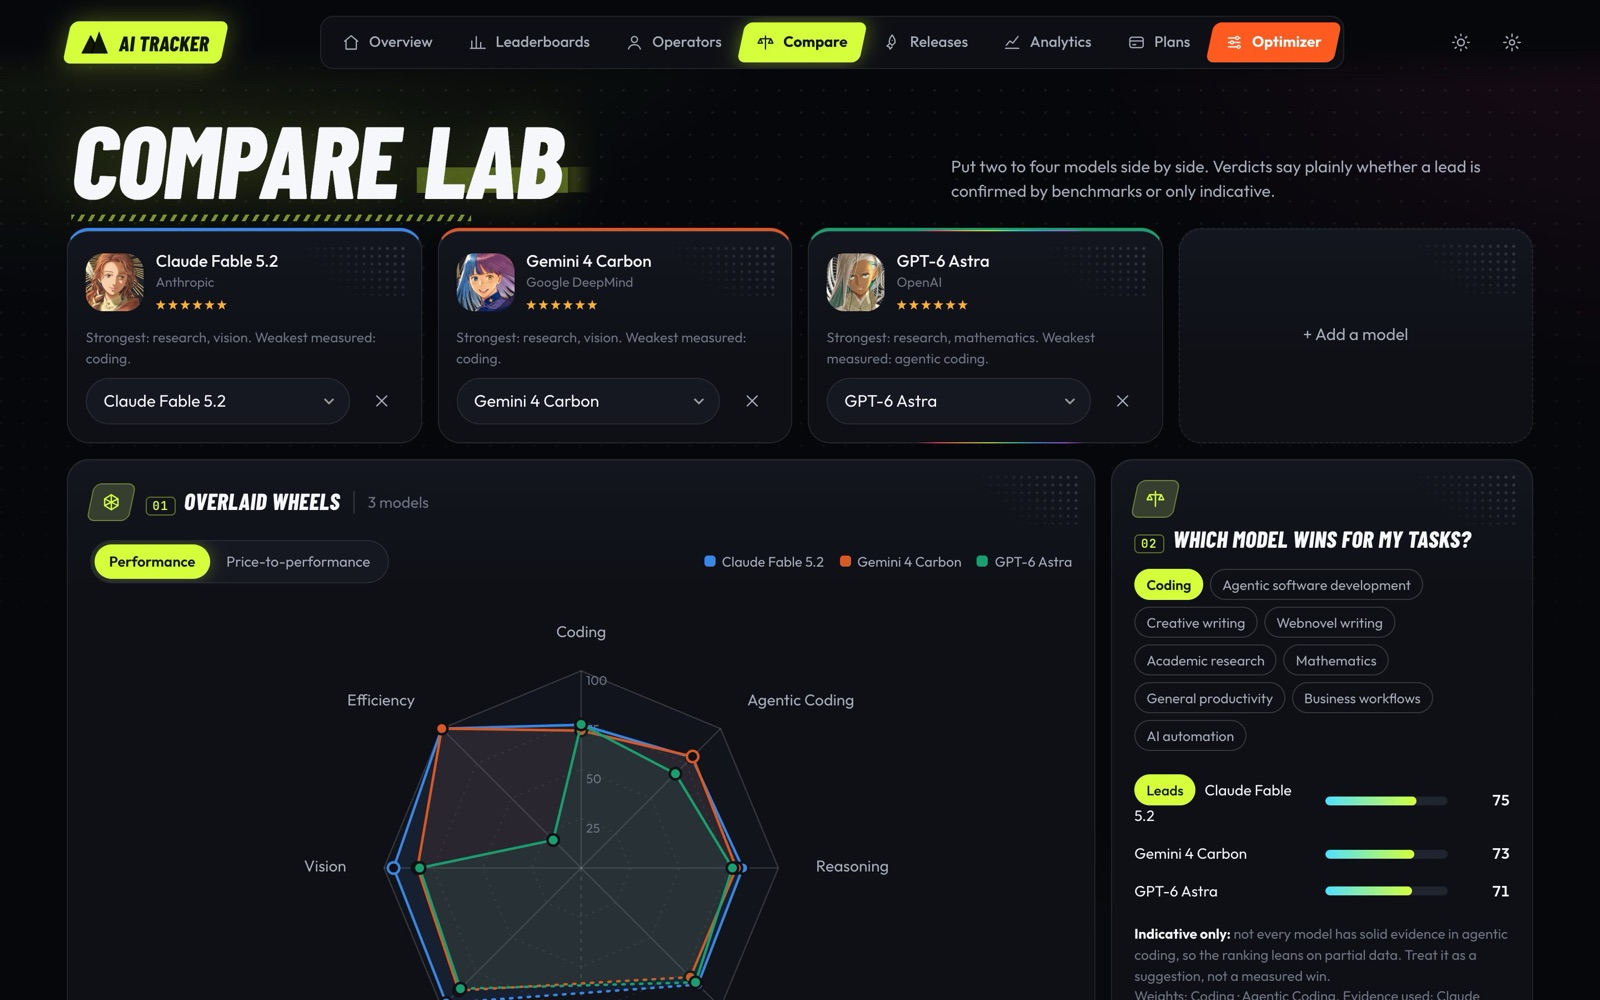 AI TRACKER
Overview
Leaderboards
Operators
Compare
Releases
Analytics
Plans
Optimizer
COMPARE LAB
Put two to four models side by side. Verdicts say plainly whether a lead is
confirmed by benchmarks or only indicative.
Claude Fable 5.2
Anthropic
★★★★★★
Strongest: research, vision. Weakest measured:
coding.
Claude Fable 5.2
Gemini 4 Carbon
Google DeepMind
★★★★★★
Strongest: research, vision. Weakest measured:
coding.
Gemini 4 Carbon
GPT-6 Astra
OpenAI
★★★★★★
Strongest: research, mathematics. Weakest
measured: agentic coding.
GPT-6 Astra
+ Add a model
01 OVERLAID WHEELS 3 models
Performance
Price-to-performance
Claude Fable 5.2
Gemini 4 Carbon
GPT-6 Astra
Coding
100
Efficiency
Agentic Coding
50
25
Vision
Reasoning
02 WHICH MODEL WINS FOR MY TASKS?
Coding
Agentic software development
Creative writing
Webnovel writing
Academic research
Mathematics
General productivity
Business workflows
AI automation
Leads Claude Fable
5.2
75
Gemini 4 Carbon 73
GPT-6 Astra 71
Indicative only: not every model has solid evidence in agentic
coding, so the ranking leans on partial data. Treat it as a
suggestion, not a measured win.
Weights: Coding · Agentic Coding. Evidence used: Claude